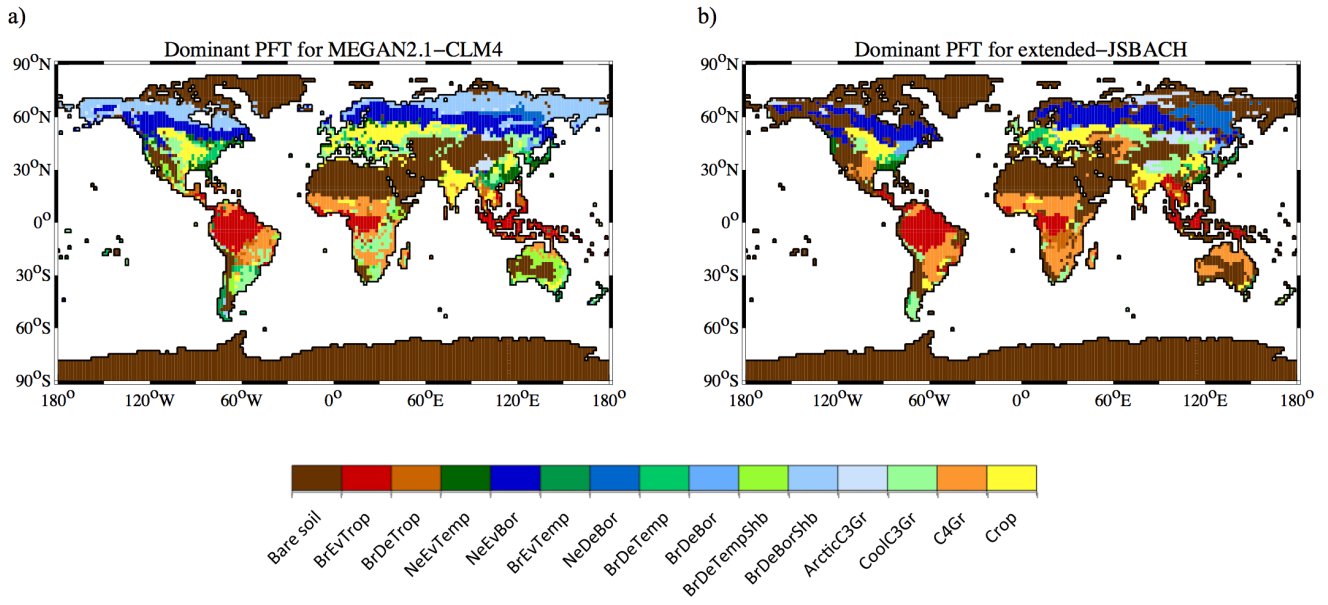 a)
b)
Dominant PFT for MEGAN2.1−CLM4
Dominant PFT for extended−JSBACH
90°N
60°N
30°N
0°
30°S
60°S
90°S
180° 120°W 60°W 0° 60°E 120°E 180°
90°N
60°N
30°N
0°
30°S
60°S
90°S
180° 120°W 60°W 0° 60°E 120°E 180°
Bare soil
BrEvTrop
BrDeTrop
NeEvTemp
NeEvBor
BrEvTemp
NeDeBor
BrDeTemp
BrDeBor
BrDeTempShb
BrDeBorShb
ArcticC3Gr
CoolC3Gr
C4Gr
Crop